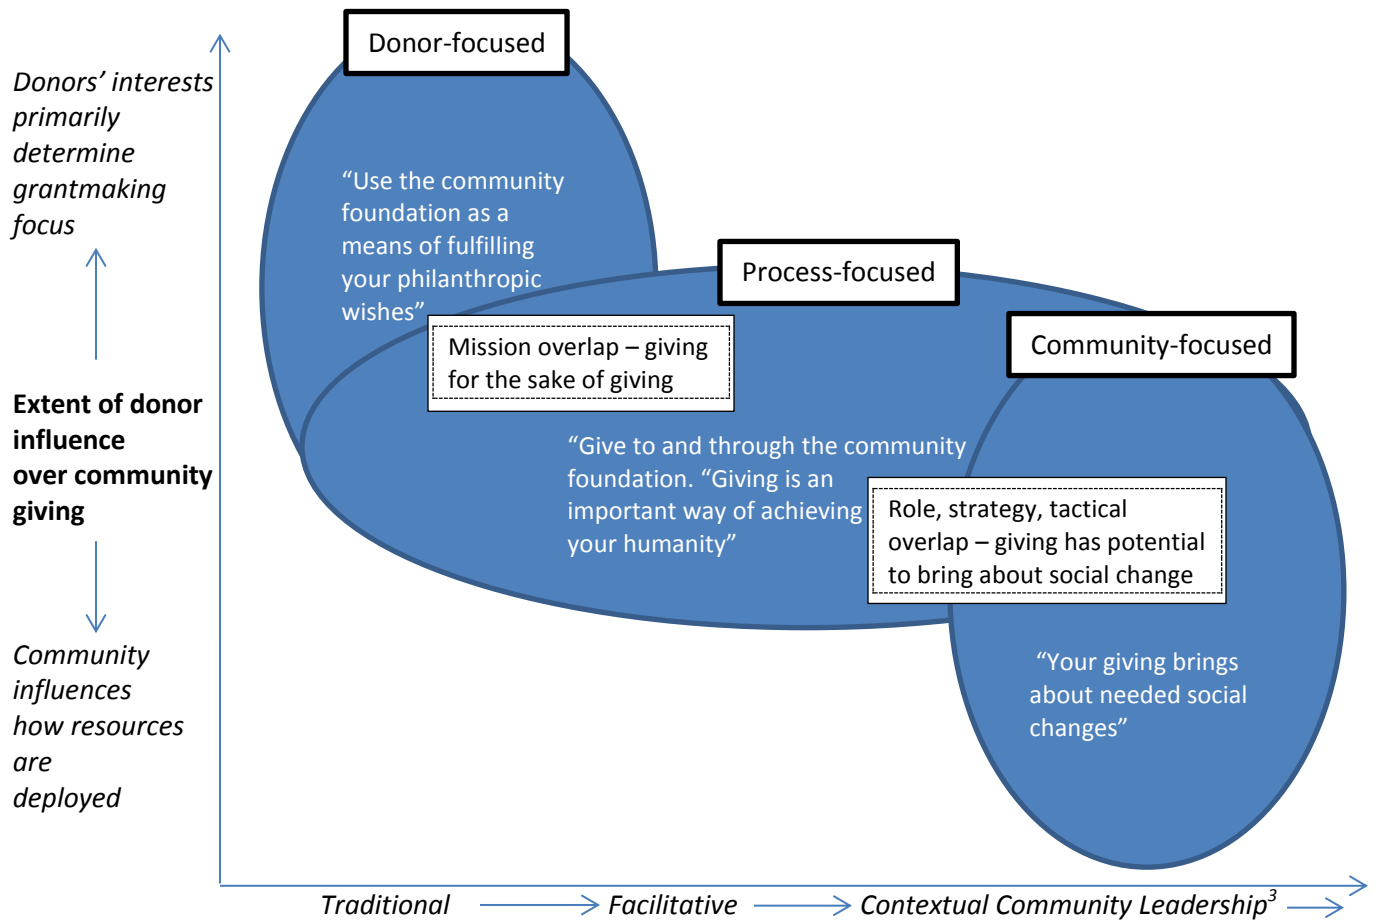 Donor-focused
Donors’ interests
primarily
determine
grantmaking
focus
“Use the community
foundation as a
means of fulfilling
your philanthropic
wishes”
Process-focused
Mission overlap – giving
for the sake of giving
Community-focused
Extent of donor
influence
over community
giving
“Give to and through the community
foundation. “Giving is an
important way of achieving
your humanity”
Role, strategy, tactical
overlap – giving has potential
to bring about social change
Community
influences
how resources
are
deployed
“Your giving brings
about needed social
changes”
Traditional Facilitative Contextual Community Leadership³